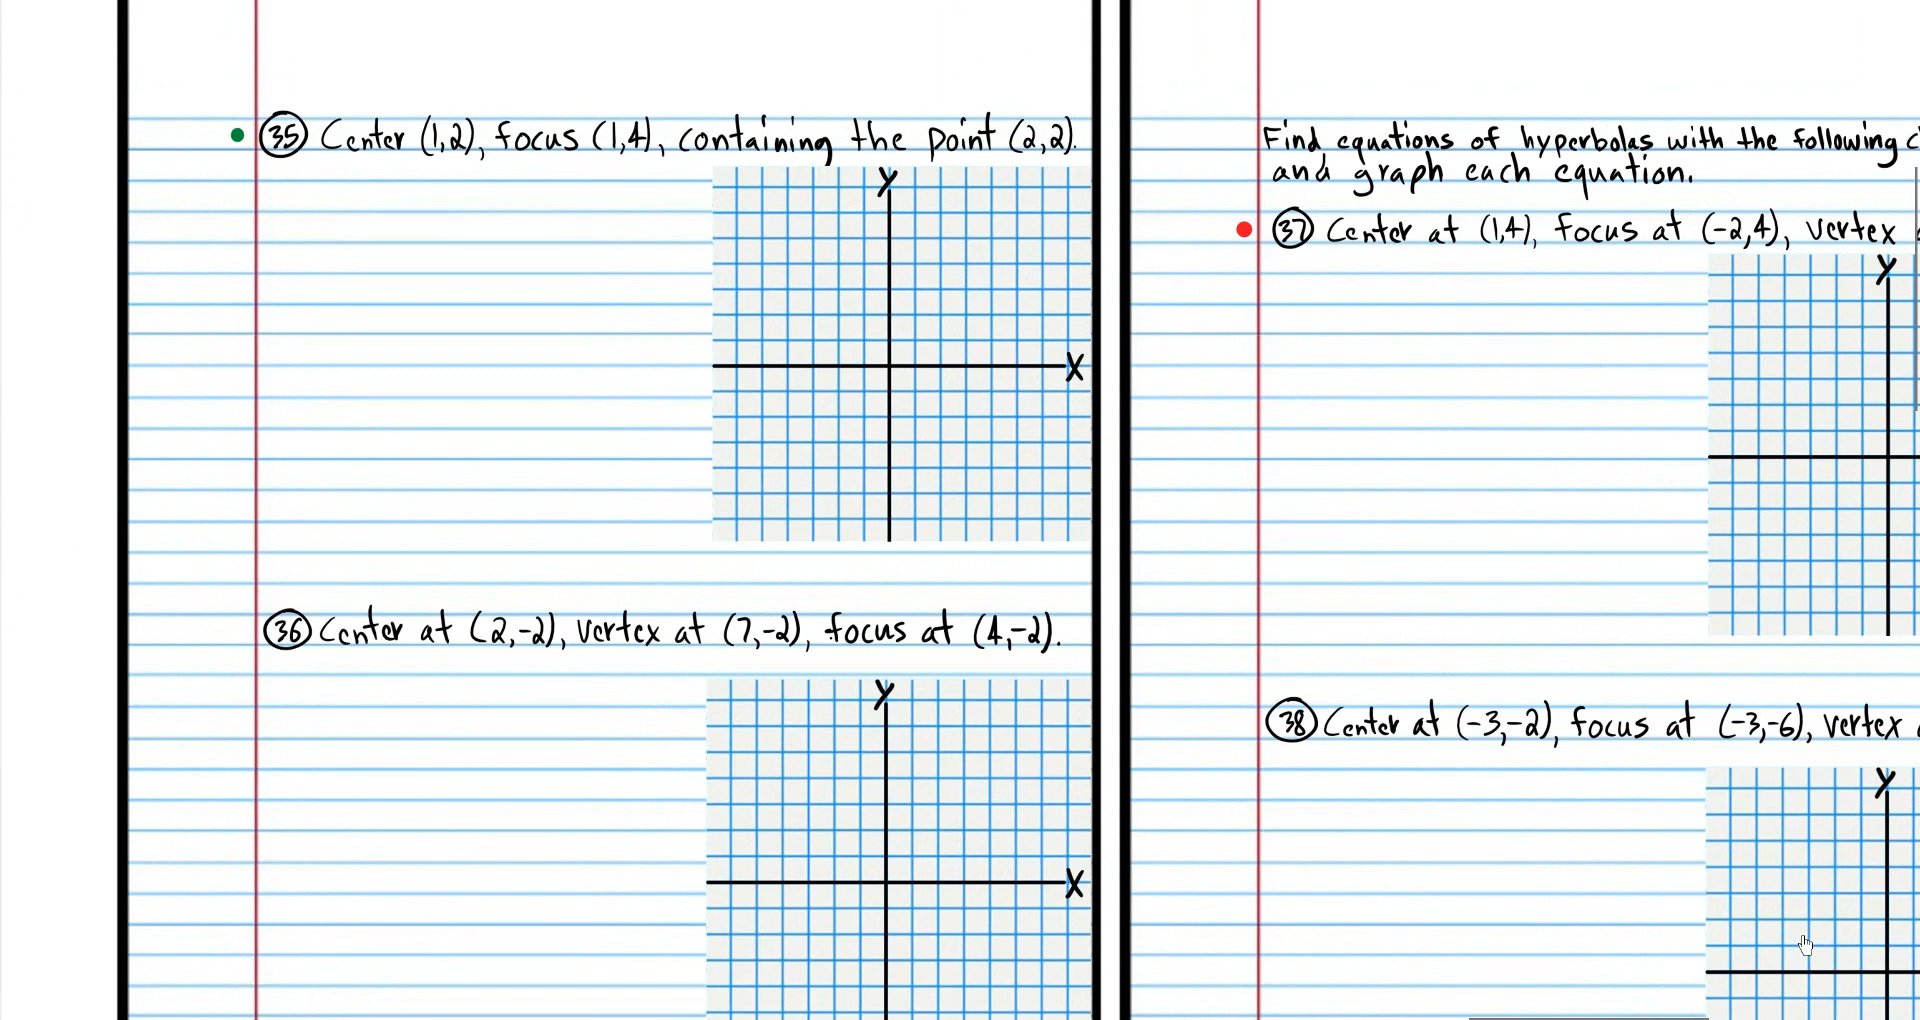 35 Center (1,2), focus (1,4), containing the point (2,2).
y
x
36 Center at (2,-2), vertex at (7,-2), focus at (4,-2).
y
x
Find equations of hyperbolas with the following
and graph each equation.
37 Center at (1,4), focus at (-2,4), vertex
y
38 Center at (-3,-2), focus at (-3,-6), vertex
y